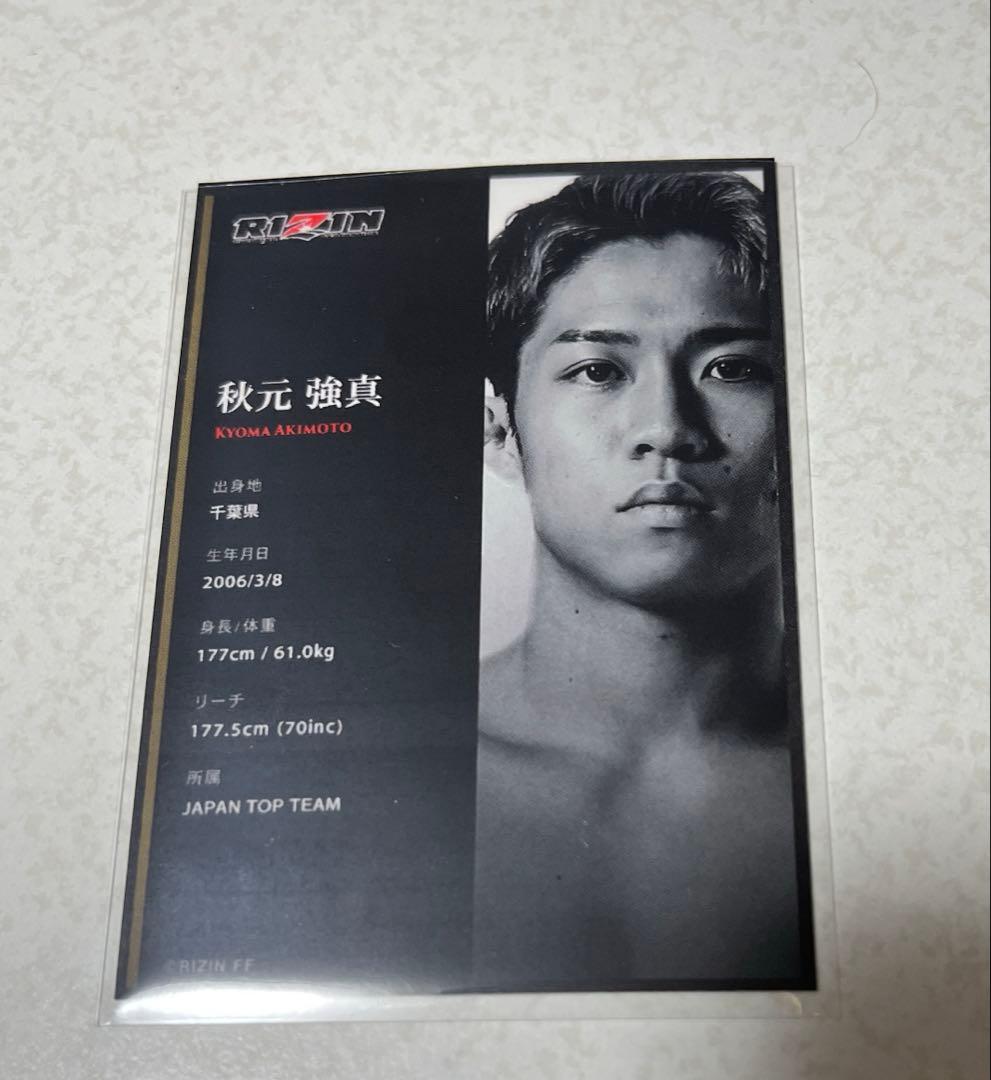 RIZIN
秋元 強真
KYOMA AKIMOTO
出身地
千葉県
生年月日
2006/3/8
身長/体重
177cm / 61.0kg
リーチ
177.5cm (70inc)
所属
JAPAN TOP TEAM
©RIZIN FF